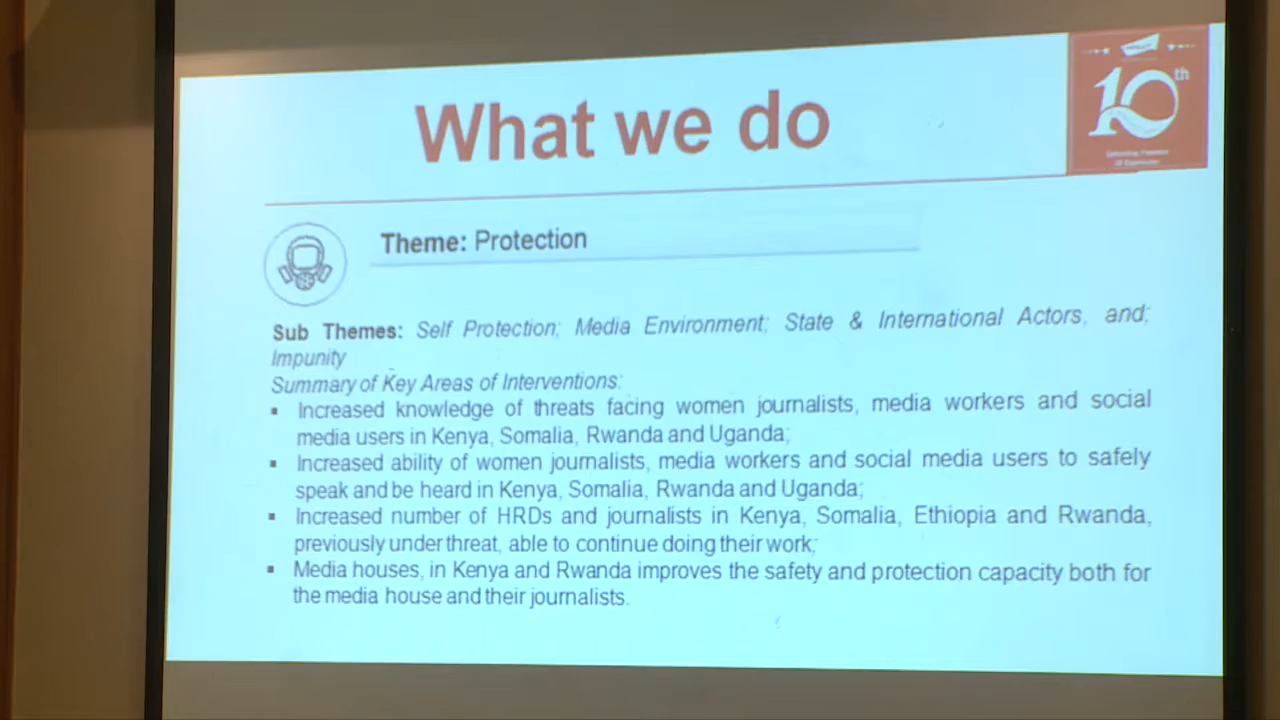 What we do
10th
Theme: Protection
Sub Themes: Self Protection; Media Environment; State & International Actors, and;
Impunity
Summary of Key Areas of Interventions:
▪ Increased knowledge of threats facing women journalists, media workers and social
media users in Kenya, Somalia, Rwanda and Uganda;
▪ Increased ability of women journalists, media workers and social media users to safely
speak and be heard in Kenya, Somalia, Rwanda and Uganda;
▪ Increased number of HRDs and journalists in Kenya, Somalia, Ethiopia and Rwanda,
previously under threat, able to continue doing their work;
▪ Media houses, in Kenya and Rwanda improves the safety and protection capacity both for
the media house and their journalists.